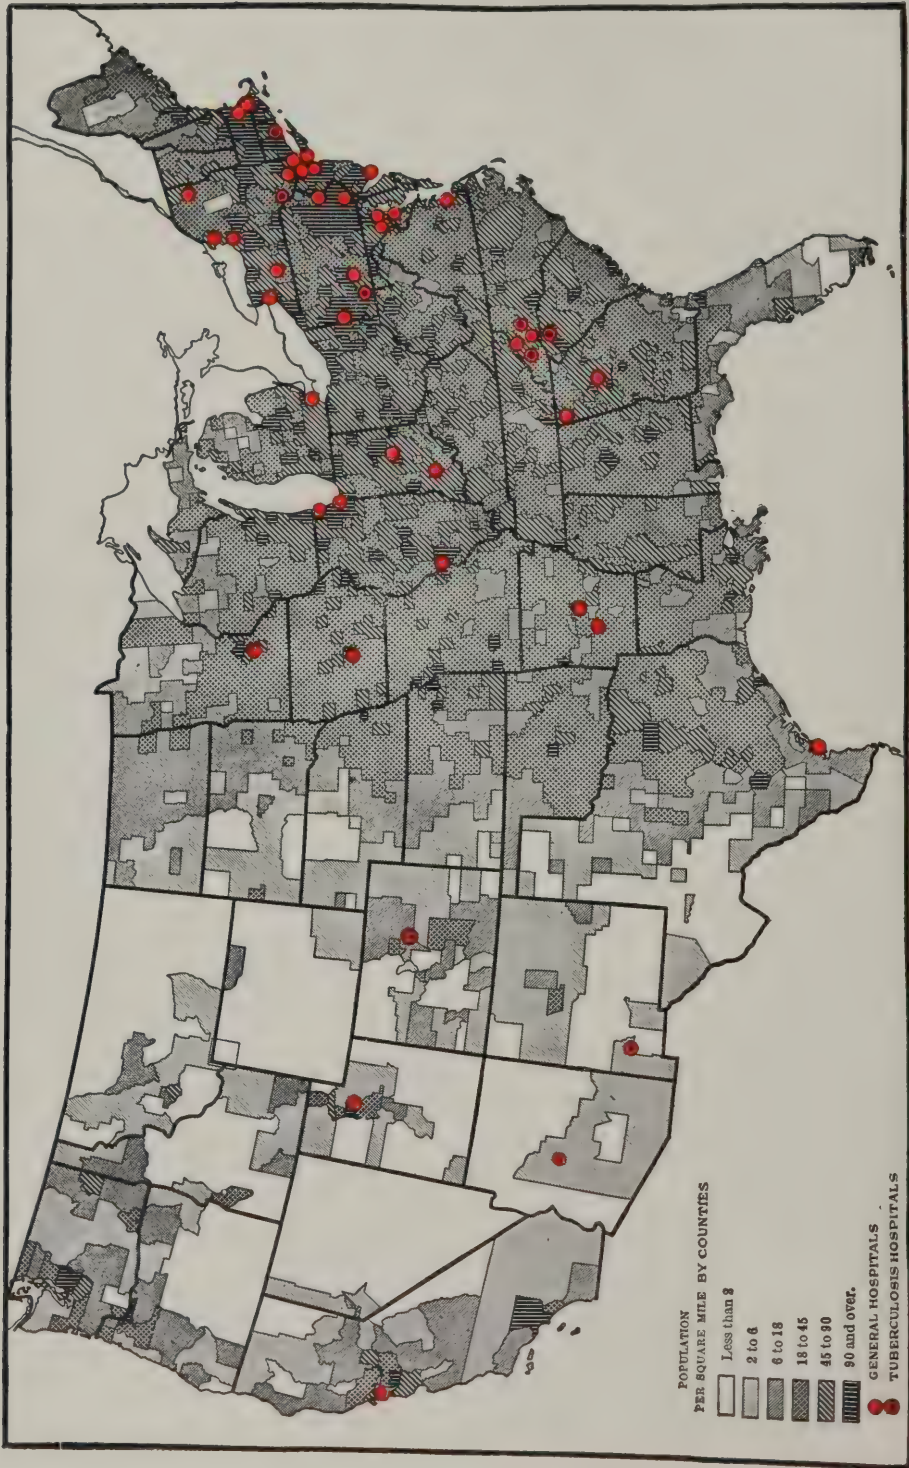 POPULATION
PER SQUARE MILE BY COUNTIES
Less than 2
2 to 6
6 to 18
18 to 45
45 to 90
90 and over.
GENERAL HOSPITALS
TUBERCULOSIS HOSPITALS